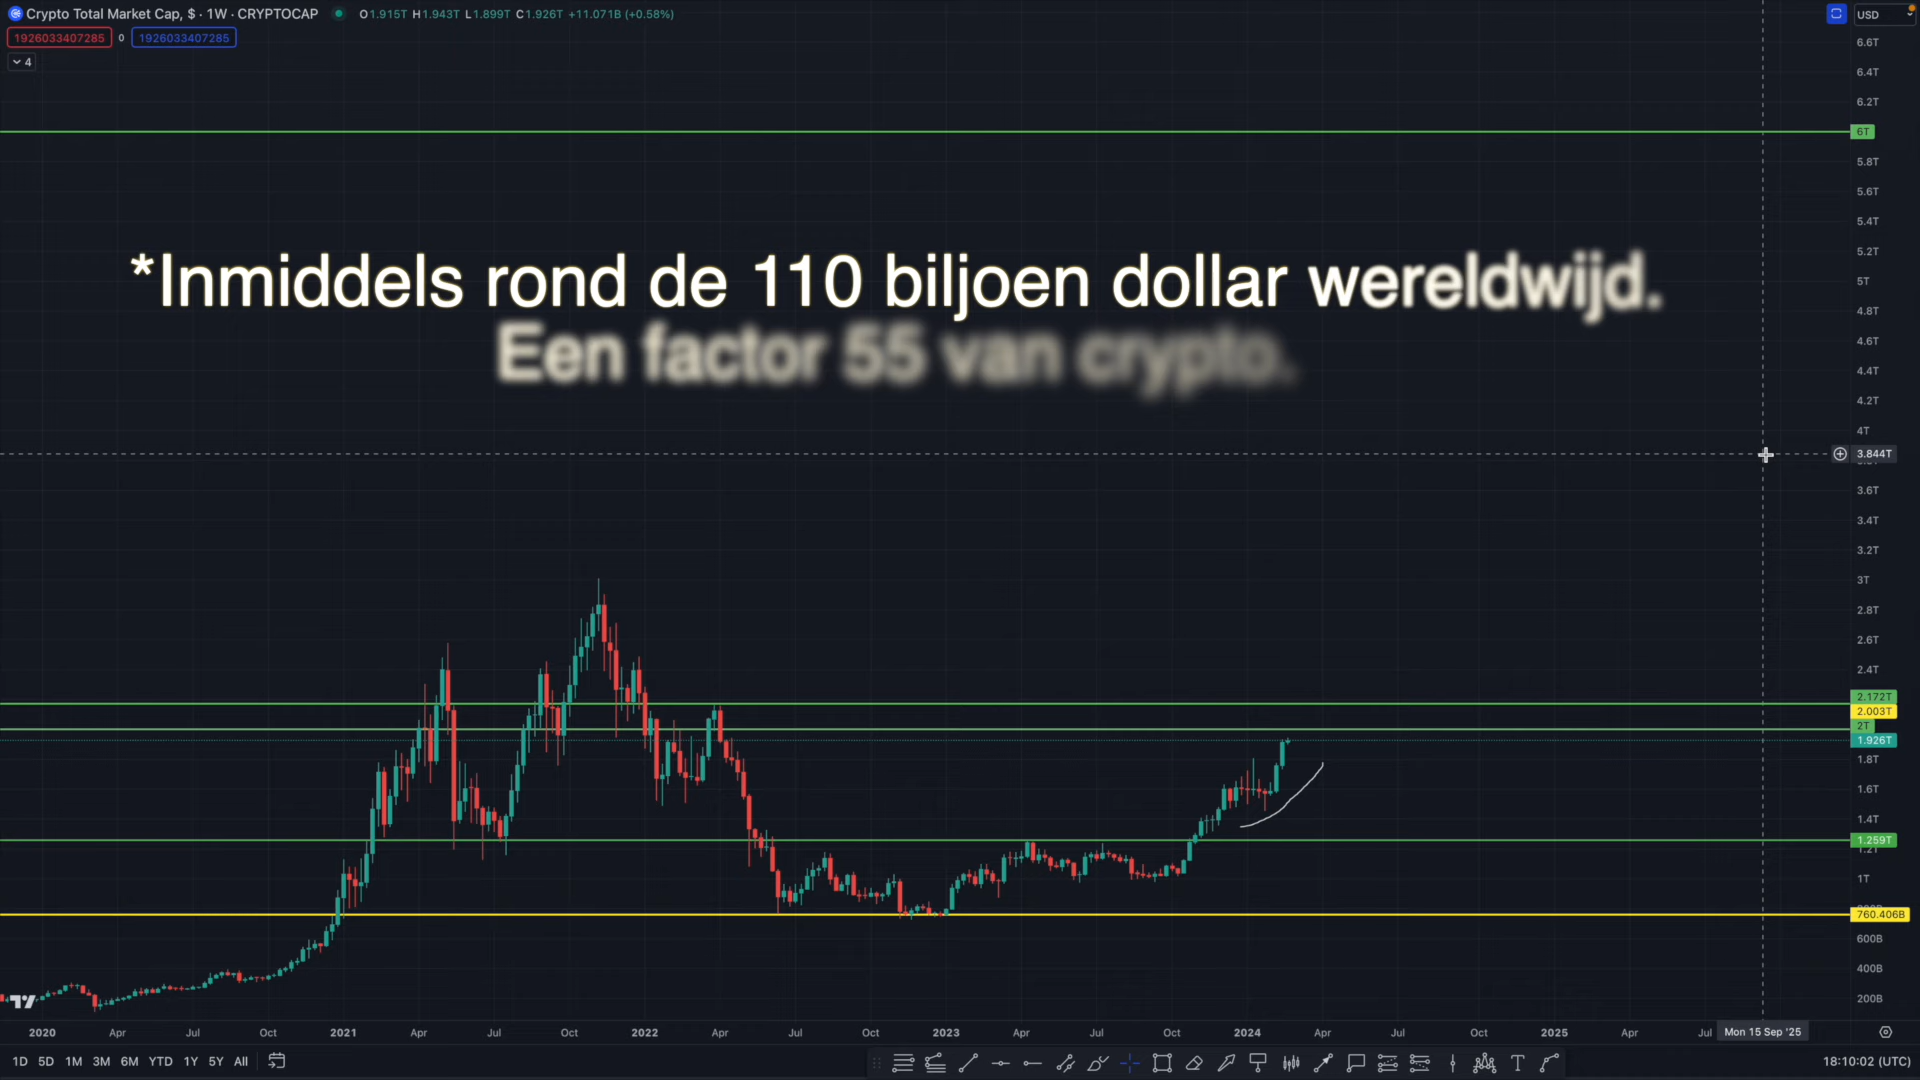 Crypto Total Market Cap, $ · 1W · CRYPTOCAP O1.915T H1.943T L1.899T C1.926T +11.071B (+0.58%)
USD
1926033407285 0 1926033407285
4
6.6T
6.4T
6.2T
6T
5.8T
5.6T
5.4T
5.2T
*Inmiddels rond de 110 biljoen dollar wereldwijd.
5T
4.8T
Een factor 55 van crypto.
4.6T
4.4T
4.2T
4T
3.844T
3.6T
3.4T
3.2T
3T
2.8T
2.6T
2.4T
2.172T
2.003T
2T
1.926T
1.8T
1.6T
1.4T
1.259T
1.2T
1T
760.406B
600B
400B
200B
2020 Apr Jul Oct 2021 Apr Jul Oct 2022 Apr Jul Oct 2023 Apr Jul Oct 2024 Apr Jul Oct 2025 Apr Jul Mon 15 Sep '25
1D 5D 1M 3M 6M YTD 1Y 5Y All
18:10:02 (UTC)